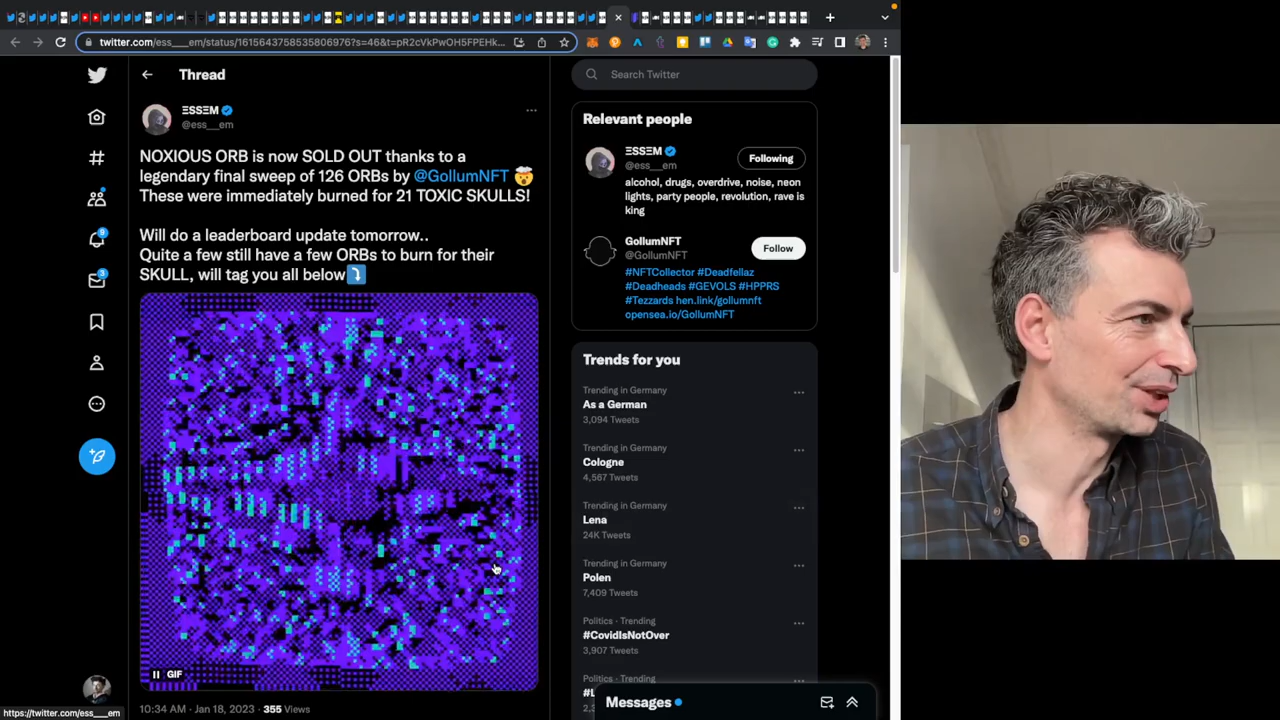 twitter.com/ess___em/status/1615643758535806976?s=46&t=pR2cVkPwOH5FPEHk...
Thread
ΞSSΞM
@ess___em
NOXIOUS ORB is now SOLD OUT thanks to a
legendary final sweep of 126 ORBs by @GollumNFT 🤯
These were immediately burned for 21 TOXIC SKULLS!
Will do a leaderboard update tomorrow..
Quite a few still have a few ORBs to burn for their
SKULL, will tag you all below⤵️
GIF
10:34 AM · Jan 18, 2023 · 355 Views
9
3
Search Twitter
Relevant people
ΞSSΞM
@ess___em
Following
alcohol, drugs, overdrive, noise, neon
lights, party people, revolution, rave is
king
GollumNFT
@GollumNFT
Follow
#NFTCollector #Deadfellaz
#Deadheads #GEVOLS #HPPRS
#Tezzards hen.link/gollumnft
opensea.io/GollumNFT
Trends for you
Trending in Germany
As a German
3,094 Tweets
Trending in Germany
Cologne
4,567 Tweets
Trending in Germany
Lena
24K Tweets
Trending in Germany
Polen
7,409 Tweets
Politics · Trending
#CovidIsNotOver
3,907 Tweets
Politics · Trending
Messages
https://twitter.com/ess___em